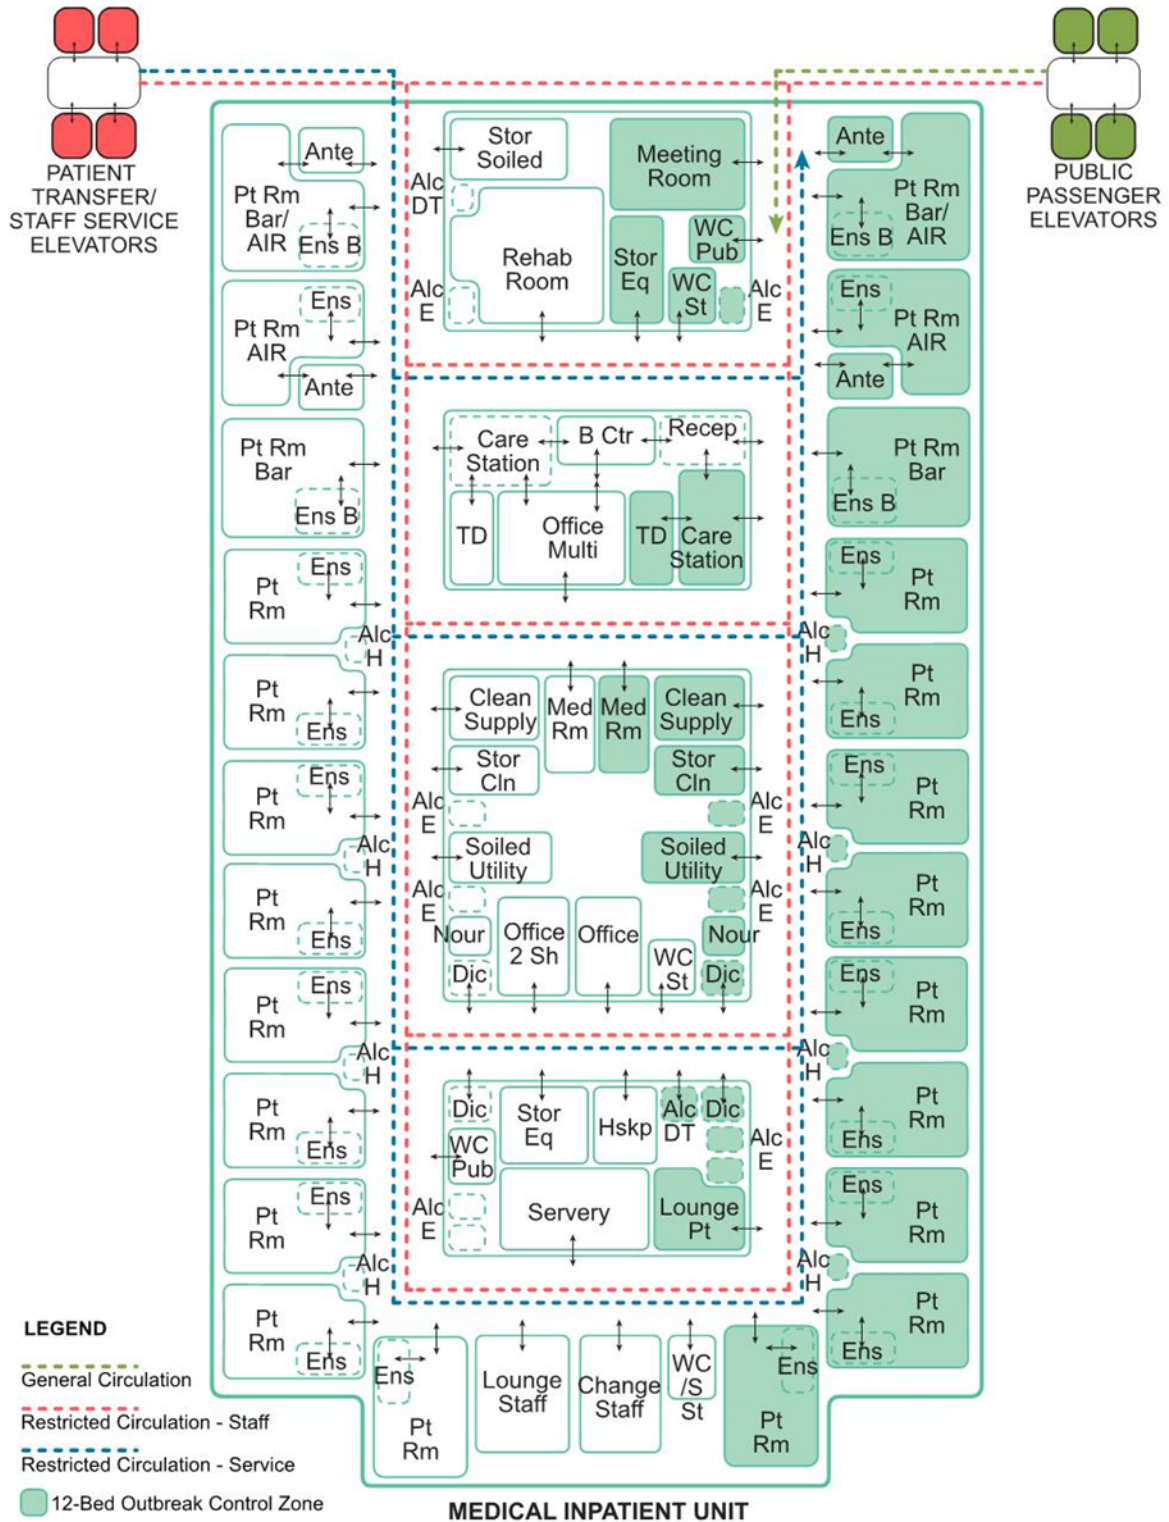 PATIENT
TRANSFER/
STAFF SERVICE
ELEVATORS
PUBLIC
PASSENGER
ELEVATORS
Ante
Pt Rm
Bar/
AIR
Ens B
Ens
Pt Rm
AIR
Ante
Pt Rm
Bar
Ens B
Ens
Pt
Rm
Alc
H
Pt
Rm
Ens
Ens
Pt
Rm
Alc
H
Pt
Rm
Ens
Ens
Pt
Rm
Alc
H
Pt
Rm
Ens
Ens
Pt
Rm
Alc
H
Pt
Rm
Ens
Stor
Soiled
Meeting
Room
Alc
DT
Rehab
Room
Stor
Eq
WC
Pub
WC
St
Alc
E
Alc
E
Care
Station
B Ctr
Recep
TD
Office
Multi
TD
Care
Station
Clean
Supply
Med
Rm
Med
Rm
Clean
Supply
Stor
Cln
Stor
Cln
Alc
E
Alc
E
Soiled
Utility
Soiled
Utility
Alc
E
Alc
E
Nour
Office
2 Sh
Office
WC
St
Nour
Dic
Dic
Dic
Stor
Eq
Hskp
Alc
DT
Dic
WC
Pub
Alc
E
Alc
E
Servery
Lounge
Pt
Ante
Pt Rm
Bar/
AIR
Ens B
Ens
Pt Rm
AIR
Ante
Pt Rm
Bar
Ens B
Ens
Pt
Rm
Alc
H
Pt
Rm
Ens
Ens
Pt
Rm
Alc
H
Pt
Rm
Ens
Ens
Pt
Rm
Alc
H
Pt
Rm
Ens
Ens
Pt
Rm
Alc
H
Pt
Rm
Ens
Ens
Pt
Rm
Lounge
Staff
Change
Staff
WC
/S
St
Ens
Pt
Rm
LEGEND
General Circulation
Restricted Circulation - Staff
Restricted Circulation - Service
12-Bed Outbreak Control Zone
MEDICAL INPATIENT UNIT